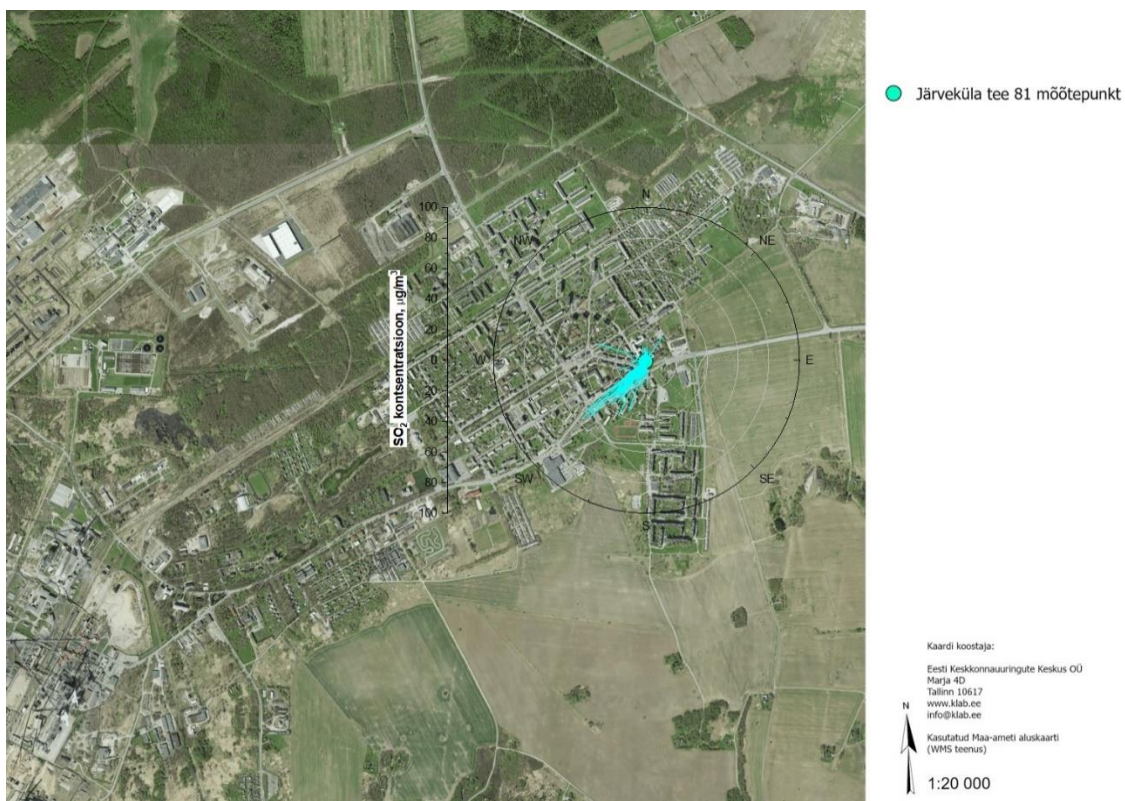 Järveküla tee 81 mõõtepunkt
N
NW
NE
100
80
60
40
20
0
20
40
60
80
100
SO2 kontsentratsioon, µg/m3
W
E
SW
SE
S
Kaardi koostaja:
Eesti Keskkonnauuringute Keskus OÜ
Marja 4D
Tallinn 10617
www.klab.ee
info@klab.ee
N
Kasutatud Maa-ameti aluskaarti
(WMS teenus)
1:20 000